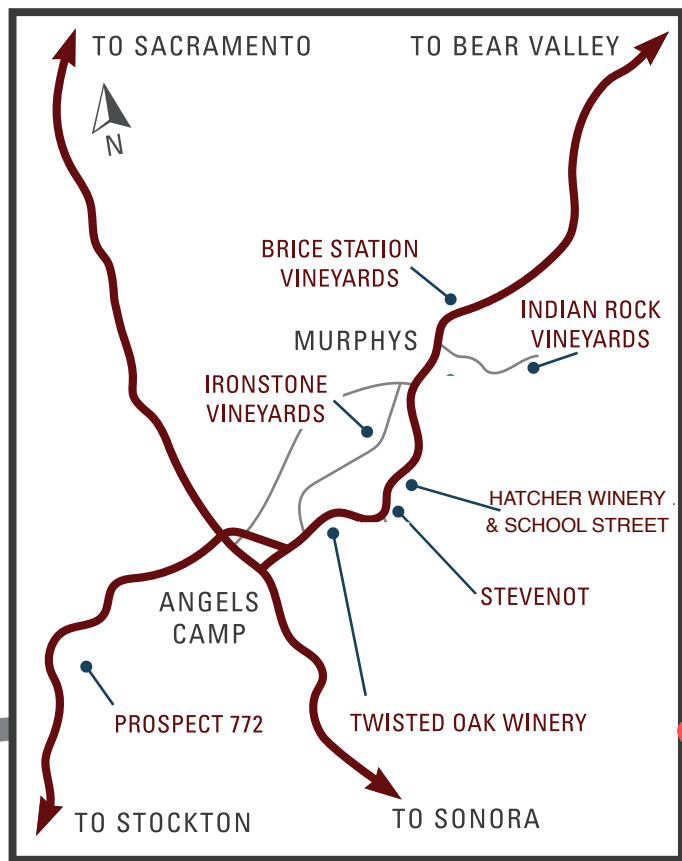 TO SACRAMENTO
TO BEAR VALLEY
N
BRICE STATION
VINEYARDS
INDIAN ROCK
VINEYARDS
MURPHYS
IRONSTONE
VINEYARDS
HATCHER WINERY
& SCHOOL STREET
STEVENOT
ANGELS
CAMP
PROSPECT 772
TWISTED OAK WINERY
TO STOCKTON
TO SONORA